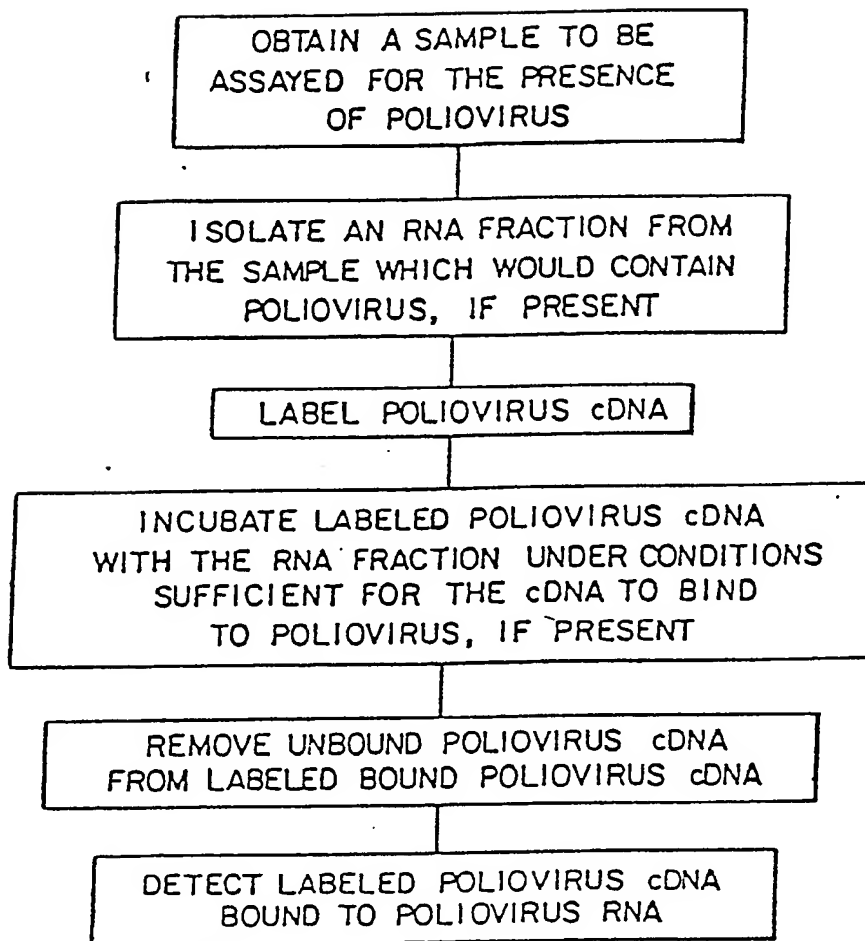 OBTAIN A SAMPLE TO BE
ASSAYED FOR THE PRESENCE
OF POLIOVIRUS
ISOLATE AN RNA FRACTION FROM
THE SAMPLE WHICH WOULD CONTAIN
POLIOVIRUS, IF PRESENT
LABEL POLIOVIRUS cDNA
INCUBATE LABELED POLIOVIRUS cDNA
WITH THE RNA FRACTION UNDER CONDITIONS
SUFFICIENT FOR THE cDNA TO BIND
TO POLIOVIRUS, IF PRESENT
REMOVE UNBOUND POLIOVIRUS cDNA
FROM LABELED BOUND POLIOVIRUS cDNA
DETECT LABELED POLIOVIRUS cDNA
BOUND TO POLIOVIRUS RNA